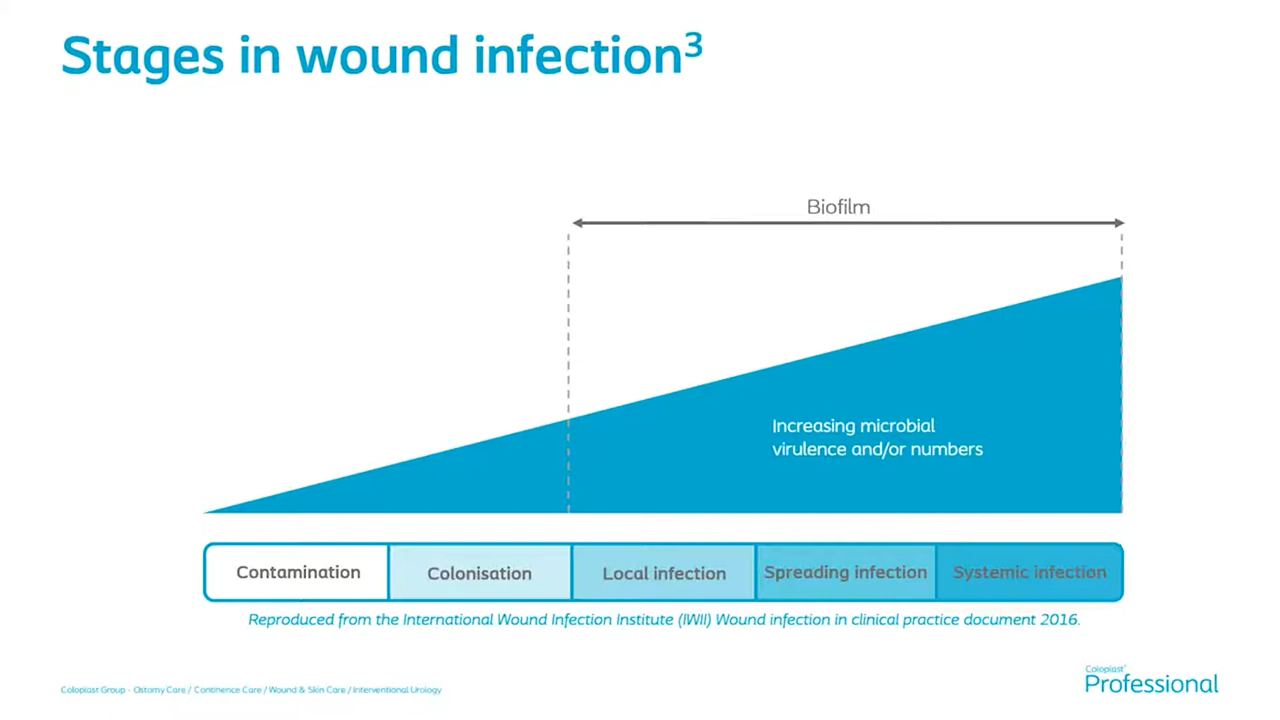 Stages in wound infection³
Biofilm
Increasing microbial
virulence and/or numbers
Contamination
Colonisation
Local infection
Spreading infection
Systemic infection
Reproduced from the International Wound Infection Institute (IWII) Wound infection in clinical practice document 2016.
Coloplast Group - Ostomy Care / Continence Care / Wound & Skin Care / Interventional Urology
Coloplast®
Professional